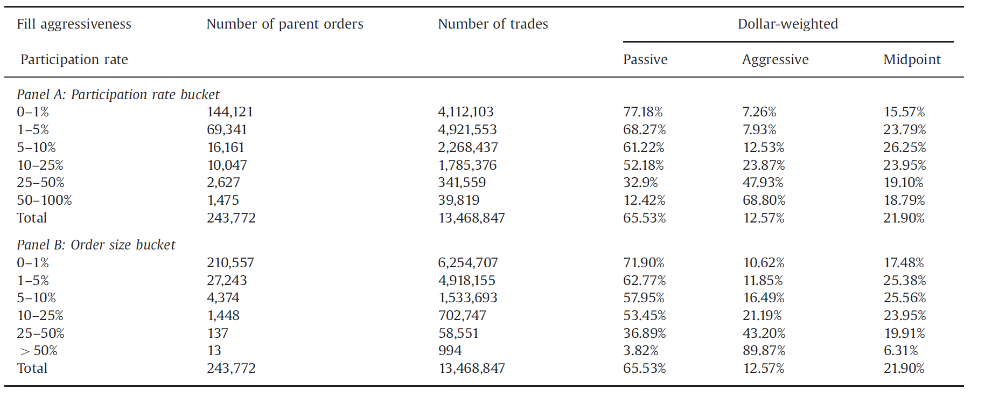 Fill aggressiveness Number of parent orders Number of trades Dollar-weighted
Participation rate Passive Aggressive Midpoint
Panel A: Participation rate bucket
0–1% 144,121 4,112,103 77.18% 7.26% 15.57%
1–5% 69,341 4,921,553 68.27% 7.93% 23.79%
5–10% 16,161 2,268,437 61.22% 12.53% 26.25%
10–25% 10,047 1,785,376 52.18% 23.87% 23.95%
25–50% 2,627 341,559 32.9% 47.93% 19.10%
50–100% 1,475 39,819 12.42% 68.80% 18.79%
Total 243,772 13,468,847 65.53% 12.57% 21.90%
Panel B: Order size bucket
0–1% 210,557 6,254,707 71.90% 10.62% 17.48%
1–5% 27,243 4,918,155 62.77% 11.85% 25.38%
5–10% 4,374 1,533,693 57.95% 16.49% 25.56%
10–25% 1,448 702,747 53.45% 21.19% 23.95%
25–50% 137 58,551 36.89% 43.20% 19.91%
> 50% 13 994 3.82% 89.87% 6.31%
Total 243,772 13,468,847 65.53% 12.57% 21.90%